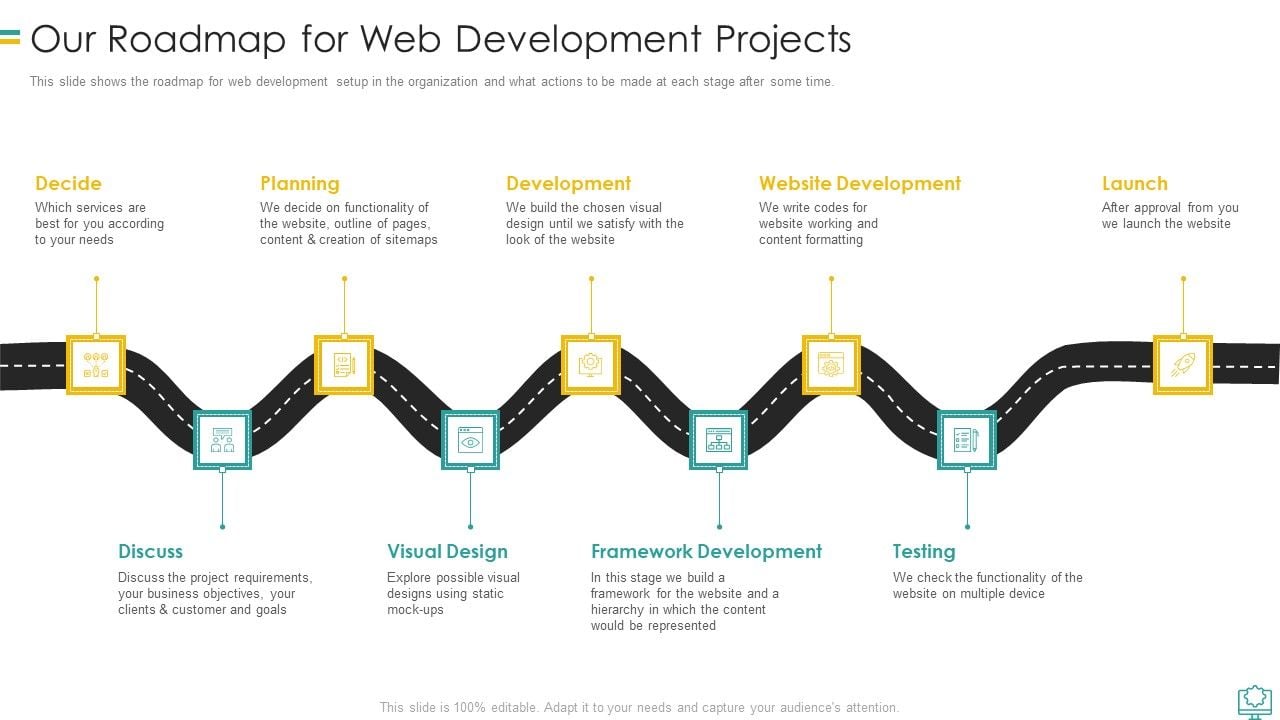 Our Roadmap for Web Development Projects
This slide shows the roadmap for web development setup in the organization and what actions to be made at each stage after some time.
Decide
Which services are
best for you according
to your needs
Planning
We decide on functionality of
the website, outline of pages,
content & creation of sitemaps
Development
We build the chosen visual
design until we satisfy with the
look of the website
Website Development
We write codes for
website working and
content formatting
Launch
After approval from you
we launch the website
Discuss
Discuss the project requirements,
your business objectives, your
clients & customer and goals
Visual Design
Explore possible visual
designs using static
mock-ups
Framework Development
In this stage we build a
framework for the website and a
hierarchy in which the content
would be represented
Testing
We check the functionality of the
website on multiple device
This slide is 100% editable. Adapt it to your needs and capture your audience's attention.